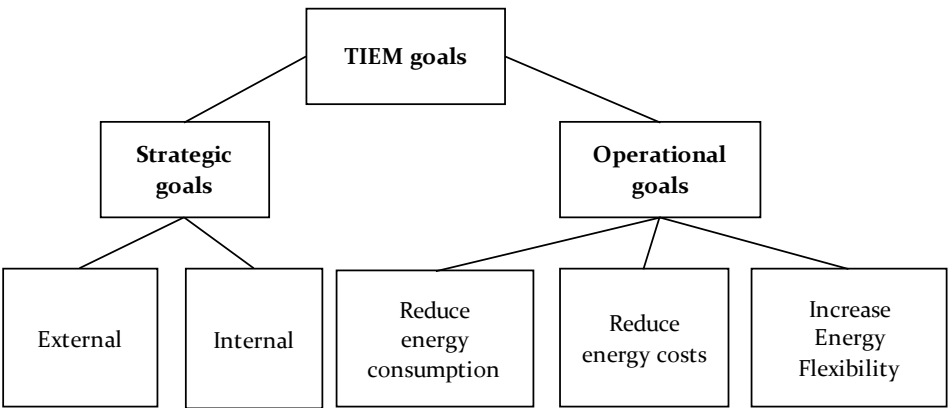 TIEM goals
Strategic
goals
Operational
goals
External
Internal
Reduce
energy
consumption
Reduce
energy costs
Increase
Energy
Flexibility